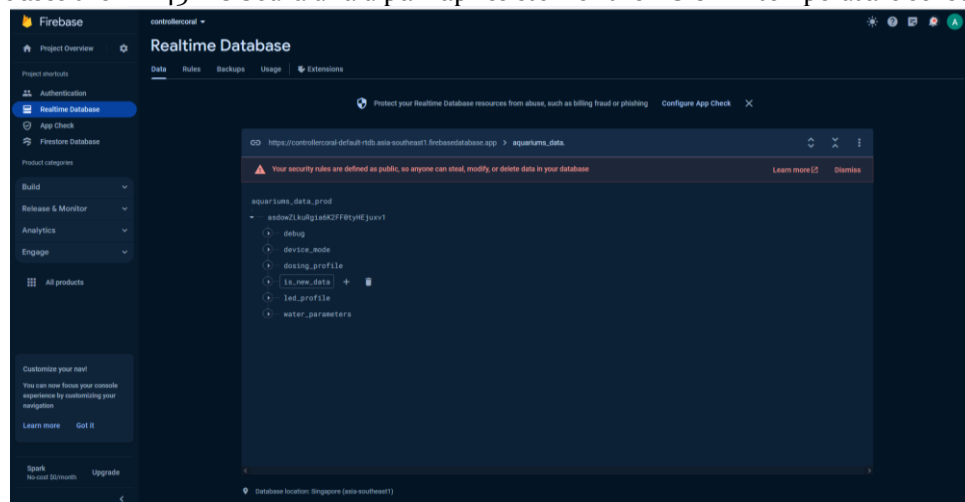 Firebase
controllercoral
A
Project Overview
Realtime Database
Data Rules Backups Usage Extensions
Project shortcuts
Authentication
Realtime Database
App Check
Firestore Database
Product categories
Build
Release & Monitor
Analytics
Engage
All products
Protect your Realtime Database resources from abuse, such as billing fraud or phishing Configure App Check
https://controllercoral-default-rtdb.asia-southeast1.firebasedatabase.app > aquariums_data.
Your security rules are defined as public, so anyone can steal, modify, or delete data in your database Learn more Dismiss
aquariums_data_prod
debug
device_mode
dosing_profile
is_new_data
led_profile
water_parameters
Customize your nav!
You can now focus your console
experience by customizing your
navigation
Learn more Got it
Spark
No-cost $0/month
Upgrade
Database location: Singapore (asia-southeast1)